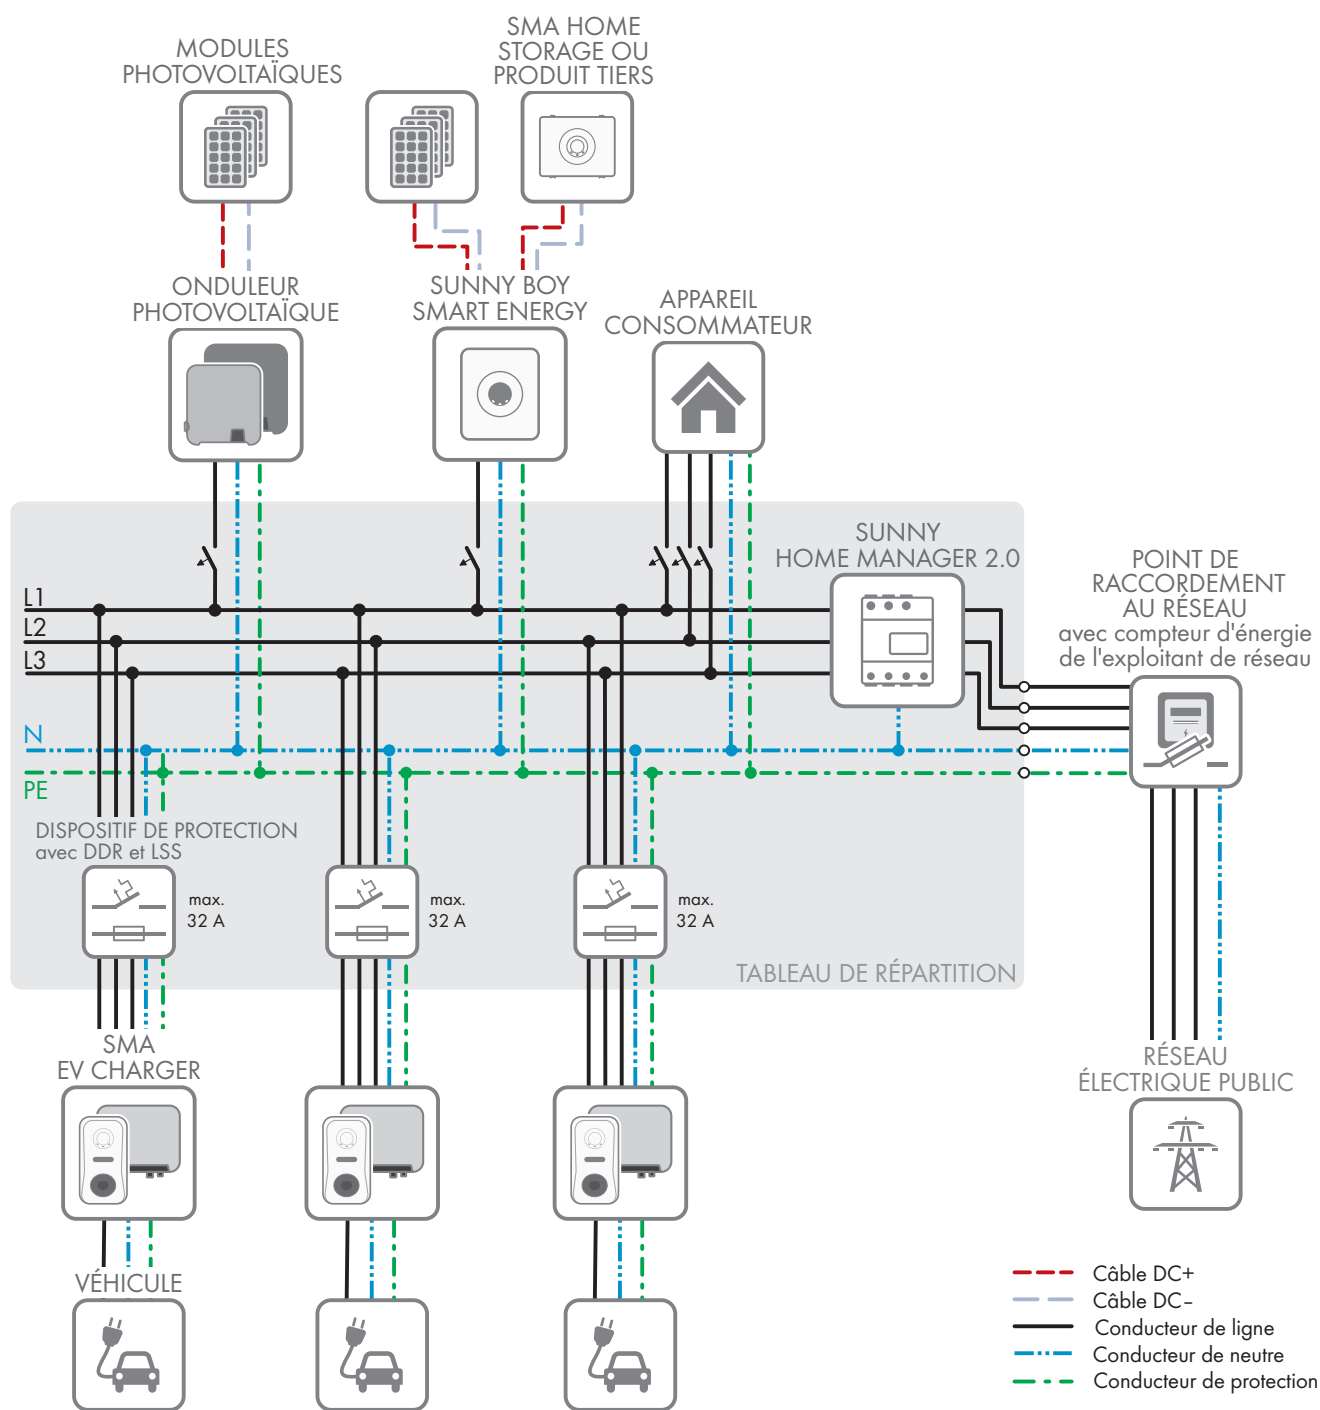 MODULES
PHOTOVOLTAÏQUES
SMA HOME
STORAGE OU
PRODUIT TIERS
ONDULEUR
PHOTOVOLTAÏQUE
SUNNY BOY
SMART ENERGY
APPAREIL
CONSOMMATEUR
SUNNY
HOME MANAGER 2.0
POINT DE
RACCORDEMENT
AU RÉSEAU
avec compteur d'énergie
de l'exploitant de réseau
L1
L2
L3
N
PE
DISPOSITIF DE PROTECTION
avec DDR et LSS
max.
32 A
max.
32 A
max.
32 A
TABLEAU DE RÉPARTITION
SMA
EV CHARGER
RÉSEAU
ÉLECTRIQUE PUBLIC
VÉHICULE
Câble DC+
Câble DC−
Conducteur de ligne
Conducteur de neutre
Conducteur de protection